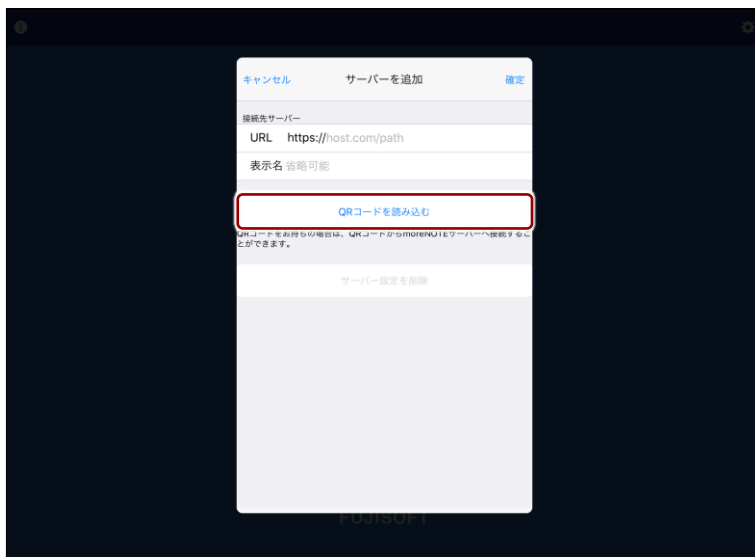 キャンセル サーバーを追加 確定
接続先サーバー
URL https://host.com/path
表示名 省略可能
QRコードを読み込む
QRコードをお持ちの場合は、QRコードからmoreNOTEサーバーへ接続するこ
とができます。
サーバー設定を削除
FUJISOFT